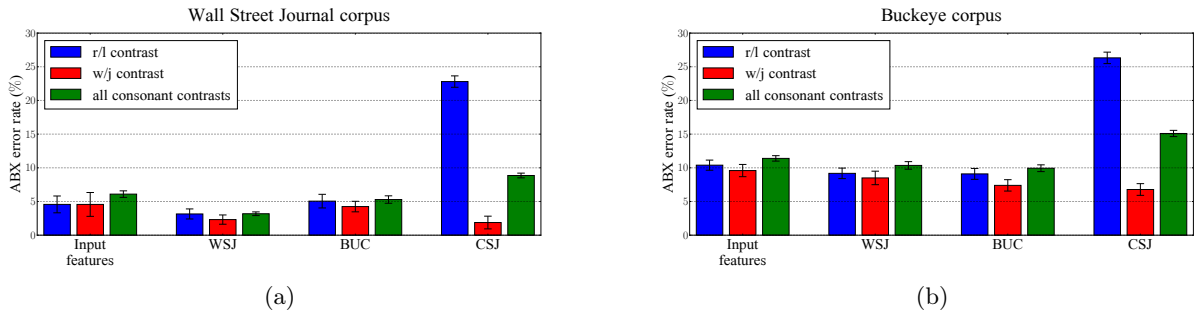 Wall Street Journal corpus
ABX error rate (%)
30
25
20
15
10
5
0
r/l contrast
w/j contrast
all consonant contrasts
Input
features
WSJ
BUC
CSJ
(a)
Buckeye corpus
ABX error rate (%)
30
25
20
15
10
5
0
r/l contrast
w/j contrast
all consonant contrasts
Input
features
WSJ
BUC
CSJ
(b)